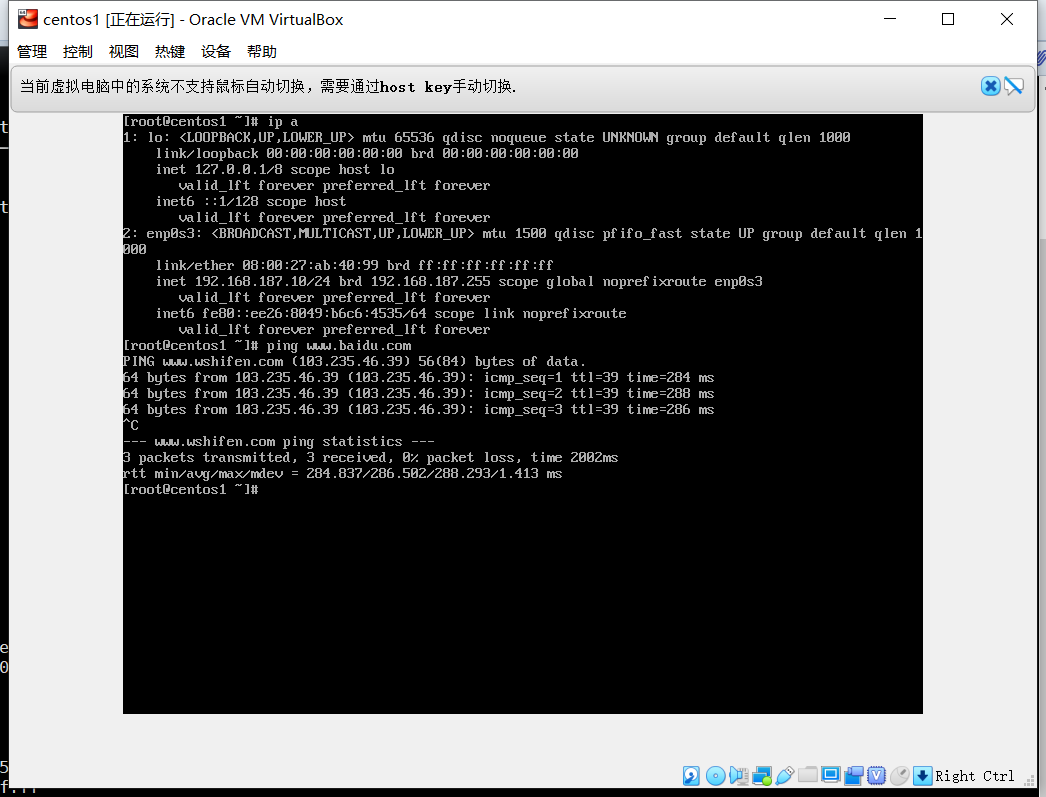 centos1 [正在运行] - Oracle VM VirtualBox
管理 控制 视图 热键 设备 帮助
当前虚拟电脑中的系统不支持鼠标自动切换，需要通过host key手动切换.
[root@centos1 ~]# ip a
1: lo: <LOOPBACK,UP,LOWER_UP> mtu 65536 qdisc noqueue state UNKNOWN group default qlen 1000
link/loopback 00:00:00:00:00:00 brd 00:00:00:00:00:00
inet 127.0.0.1/8 scope host lo
valid_lft forever preferred_lft forever
inet6 ::1/128 scope host
valid_lft forever preferred_lft forever
2: enp0s3: <BROADCAST,MULTICAST,UP,LOWER_UP> mtu 1500 qdisc pfifo_fast state UP group default qlen 1
000
link/ether 08:00:27:ab:40:99 brd ff:ff:ff:ff:ff:ff
inet 192.168.187.10/24 brd 192.168.187.255 scope global noprefixroute enp0s3
valid_lft forever preferred_lft forever
inet6 fe80::ee26:8049:b6c6:4535/64 scope link noprefixroute
valid_lft forever preferred_lft forever
[root@centos1 ~]# ping www.baidu.com
PING www.wshifen.com (103.235.46.39) 56(84) bytes of data.
64 bytes from 103.235.46.39 (103.235.46.39): icmp_seq=1 ttl=39 time=284 ms
64 bytes from 103.235.46.39 (103.235.46.39): icmp_seq=2 ttl=39 time=288 ms
64 bytes from 103.235.46.39 (103.235.46.39): icmp_seq=3 ttl=39 time=286 ms
^C
--- www.wshifen.com ping statistics ---
3 packets transmitted, 3 received, 0% packet loss, time 2002ms
rtt min/avg/max/mdev = 284.837/286.502/288.293/1.413 ms
[root@centos1 ~]#
Right Ctrl